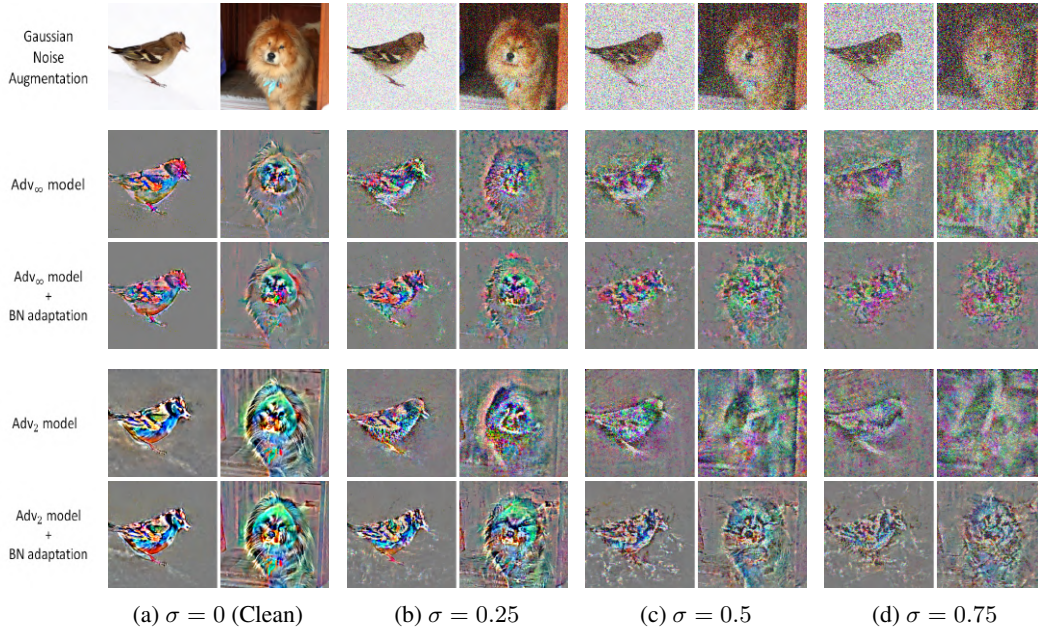 Gaussian
Noise
Augmentation
Adv∞ model
Adv∞ model
+
BN adaptation
Adv₂ model
Adv₂ model
+
BN adaptation
(a) σ = 0 (Clean) (b) σ = 0.25 (c) σ = 0.5 (d) σ = 0.75